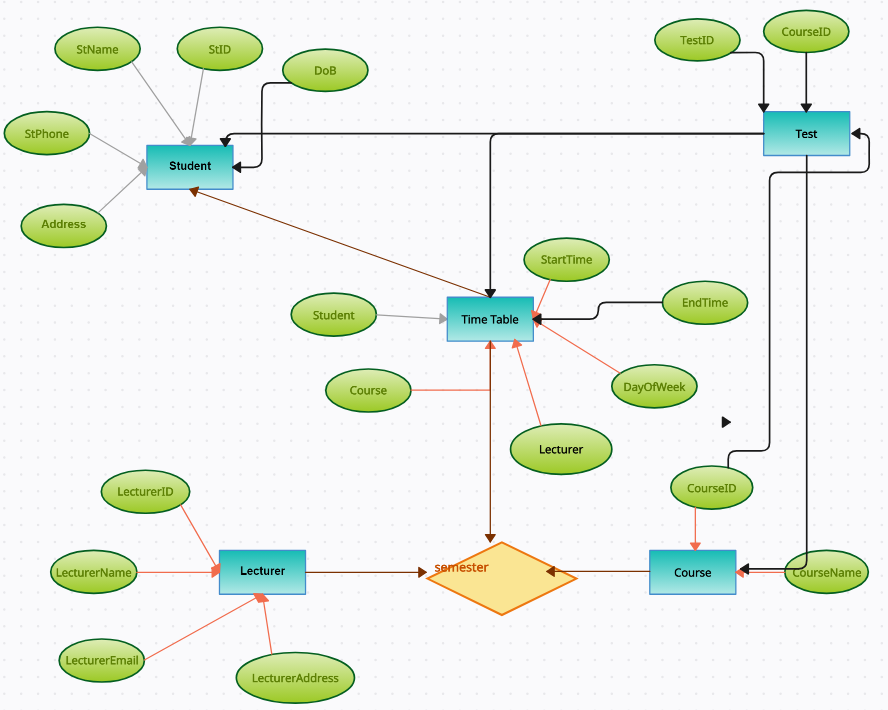 StName
StID
DoB
TestID
CourseID
StPhone
Student
Test
Address
StartTime
Student
Time Table
EndTime
Course
DayOfWeek
Lecturer
LecturerID
CourseID
LecturerName
Lecturer
semester
Course
CourseName
LecturerEmail
LecturerAddress